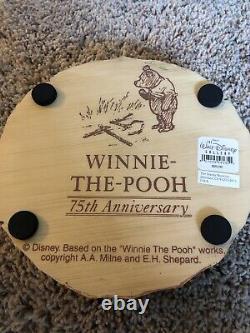 Walt Disney
GALLERY
WINNIE-
THE-POOH
75th Anniversary
© Disney. Based on the "Winnie The Pooh" works,
copyright A.A. Milne and E.H. Shepard.